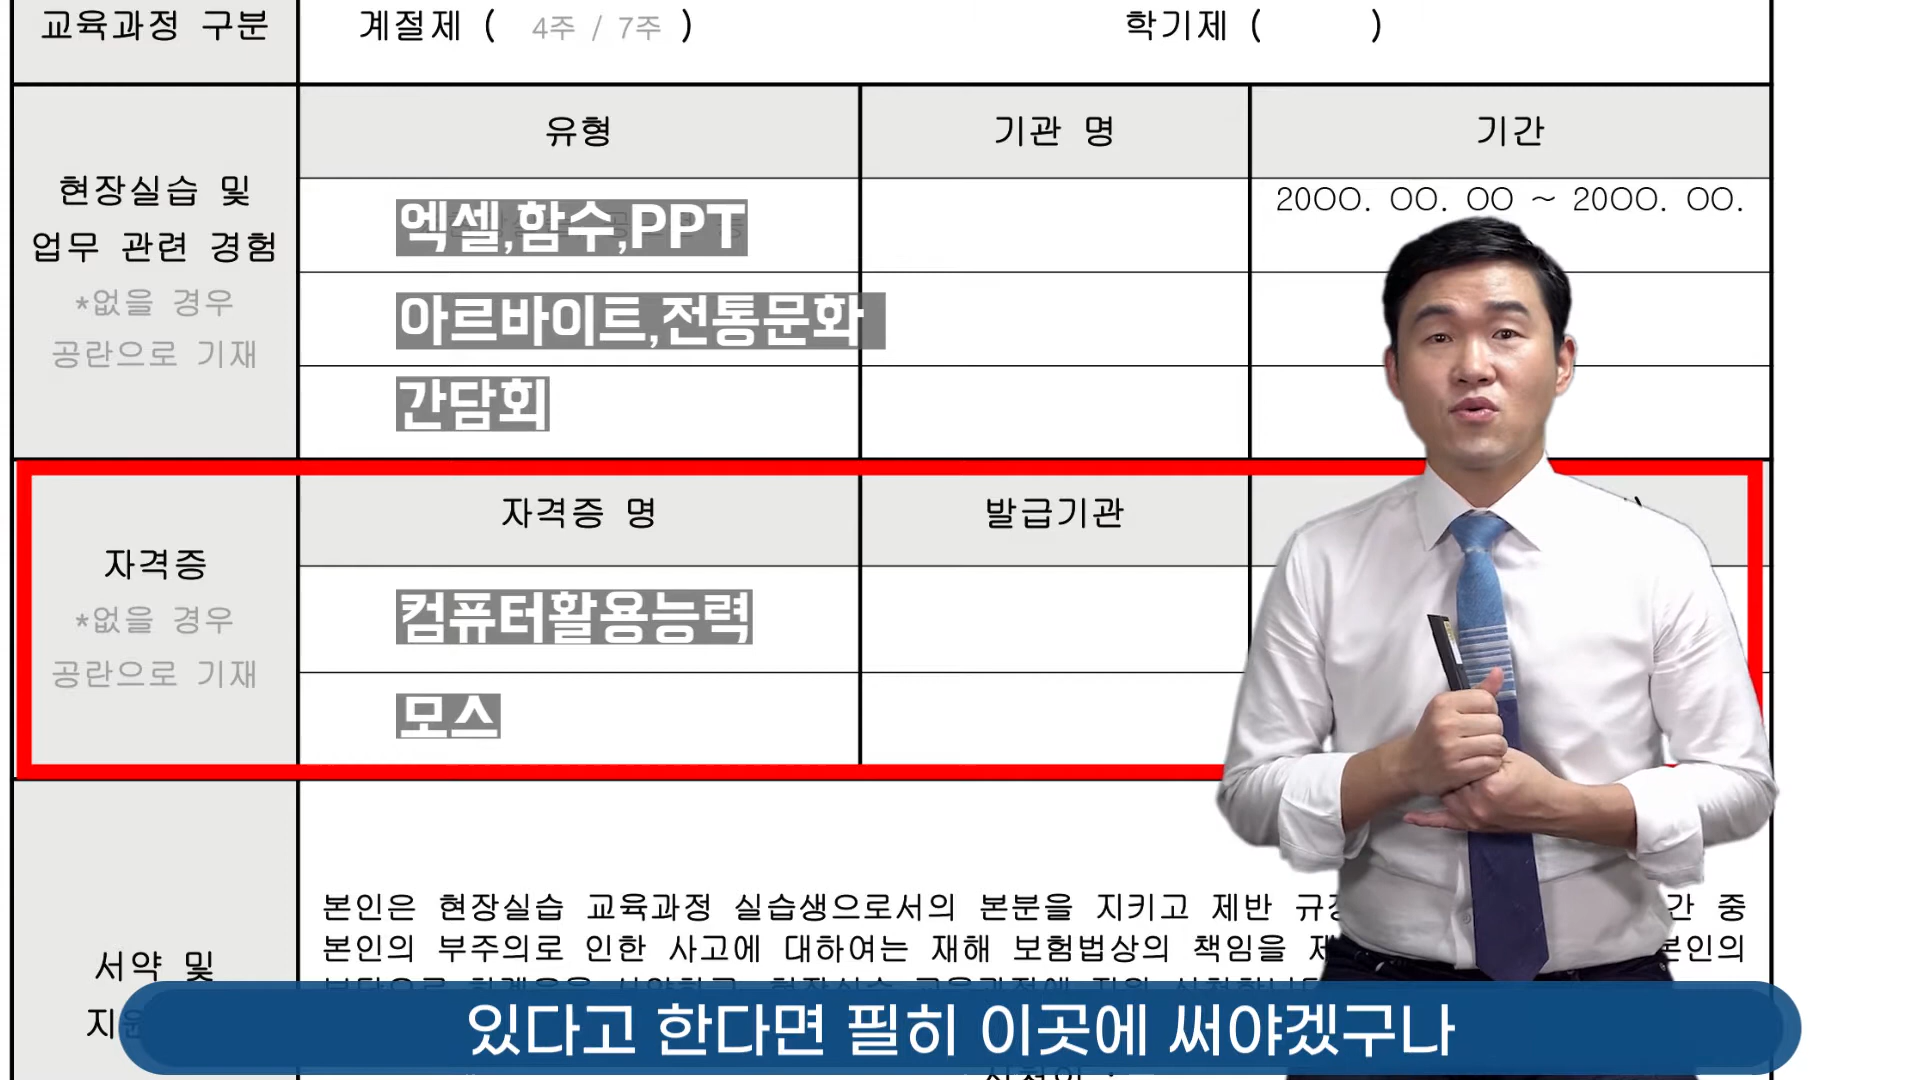 교육과정 구분
계절제 ( 4주 / 7주 )
학기제 ( )
유형
기관 명
기간
현장실습 및
업무 관련 경험
*없을 경우
공란으로 기재
엑셀,함수,PPT
2000. 00. 00 ~ 2000. 00.
아르바이트,전통문화
간담회
자격증 명
발급기관
자격증
*없을 경우
공란으로 기재
컴퓨터활용능력
모스
서약 및
본인은 현장실습 교육과정 실습생으로서의 본분을 지키고 제반 간 중
본인의 부주의로 인한 사고에 대하여는 재해 보험법상의 책임을 본인의
있다고 한다면 필히 이곳에 써야겠구나